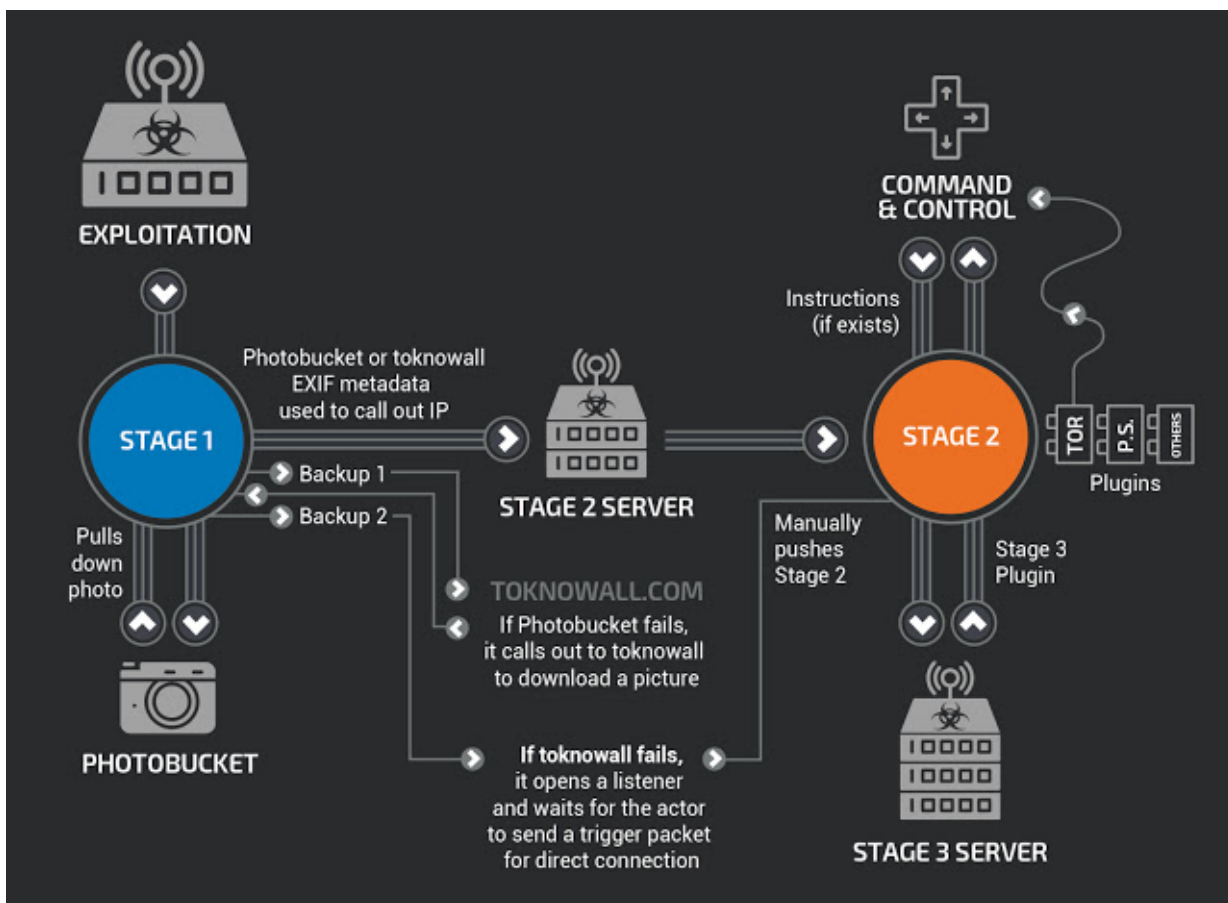 EXPLOITATION
COMMAND
& CONTROL
Instructions
(if exists)
Photobucket or toknowall
EXIF metadata
used to call out IP
STAGE 1
STAGE 2
TOR
P.S.
OTHERS
Plugins
Backup 1
Backup 2
STAGE 2 SERVER
Pulls
down
photo
Manually
pushes
Stage 2
Stage 3
Plugin
TOKNOWALL.COM
If Photobucket fails,
it calls out to toknowall
to download a picture
PHOTOBUCKET
If toknowall fails,
it opens a listener
and waits for the actor
to send a trigger packet
for direct connection
STAGE 3 SERVER